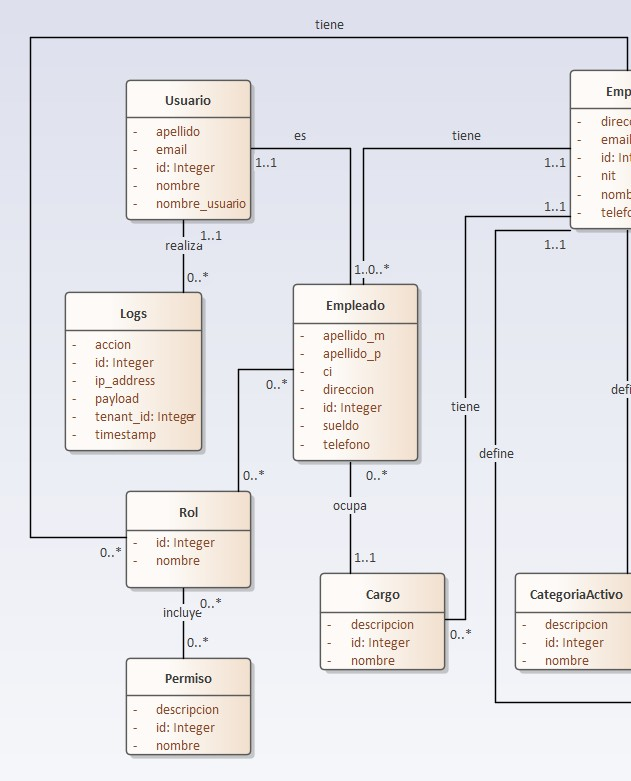 tiene
Usuario
- apellido
- email
- id: Integer
- nombre
- nombre_usuario
es
1..1
tiene
1..1
- 
- email
- id:
- nit
- 
- 
1..1
1..1
1..1
realiza
0..*
1..
0..*
Logs
- accion
- id: Integer
- ip_address
- payload
- tenant_id: Integer
- timestamp
Empleado
- apellido_m
- apellido_p
- ci
- direccion
- id: Integer
- sueldo
- telefono
0..*
0..*
tiene
define
0..*
ocupa
1..1
Rol
- id: Integer
- nombre
0..*
0..*
incluye
0..*
Permiso
- descripcion
- id: Integer
- nombre
Cargo
- descripcion
- id: Integer
- nombre
0..*
CategoriaActivo
- descripcion
- id: Integer
- nombre